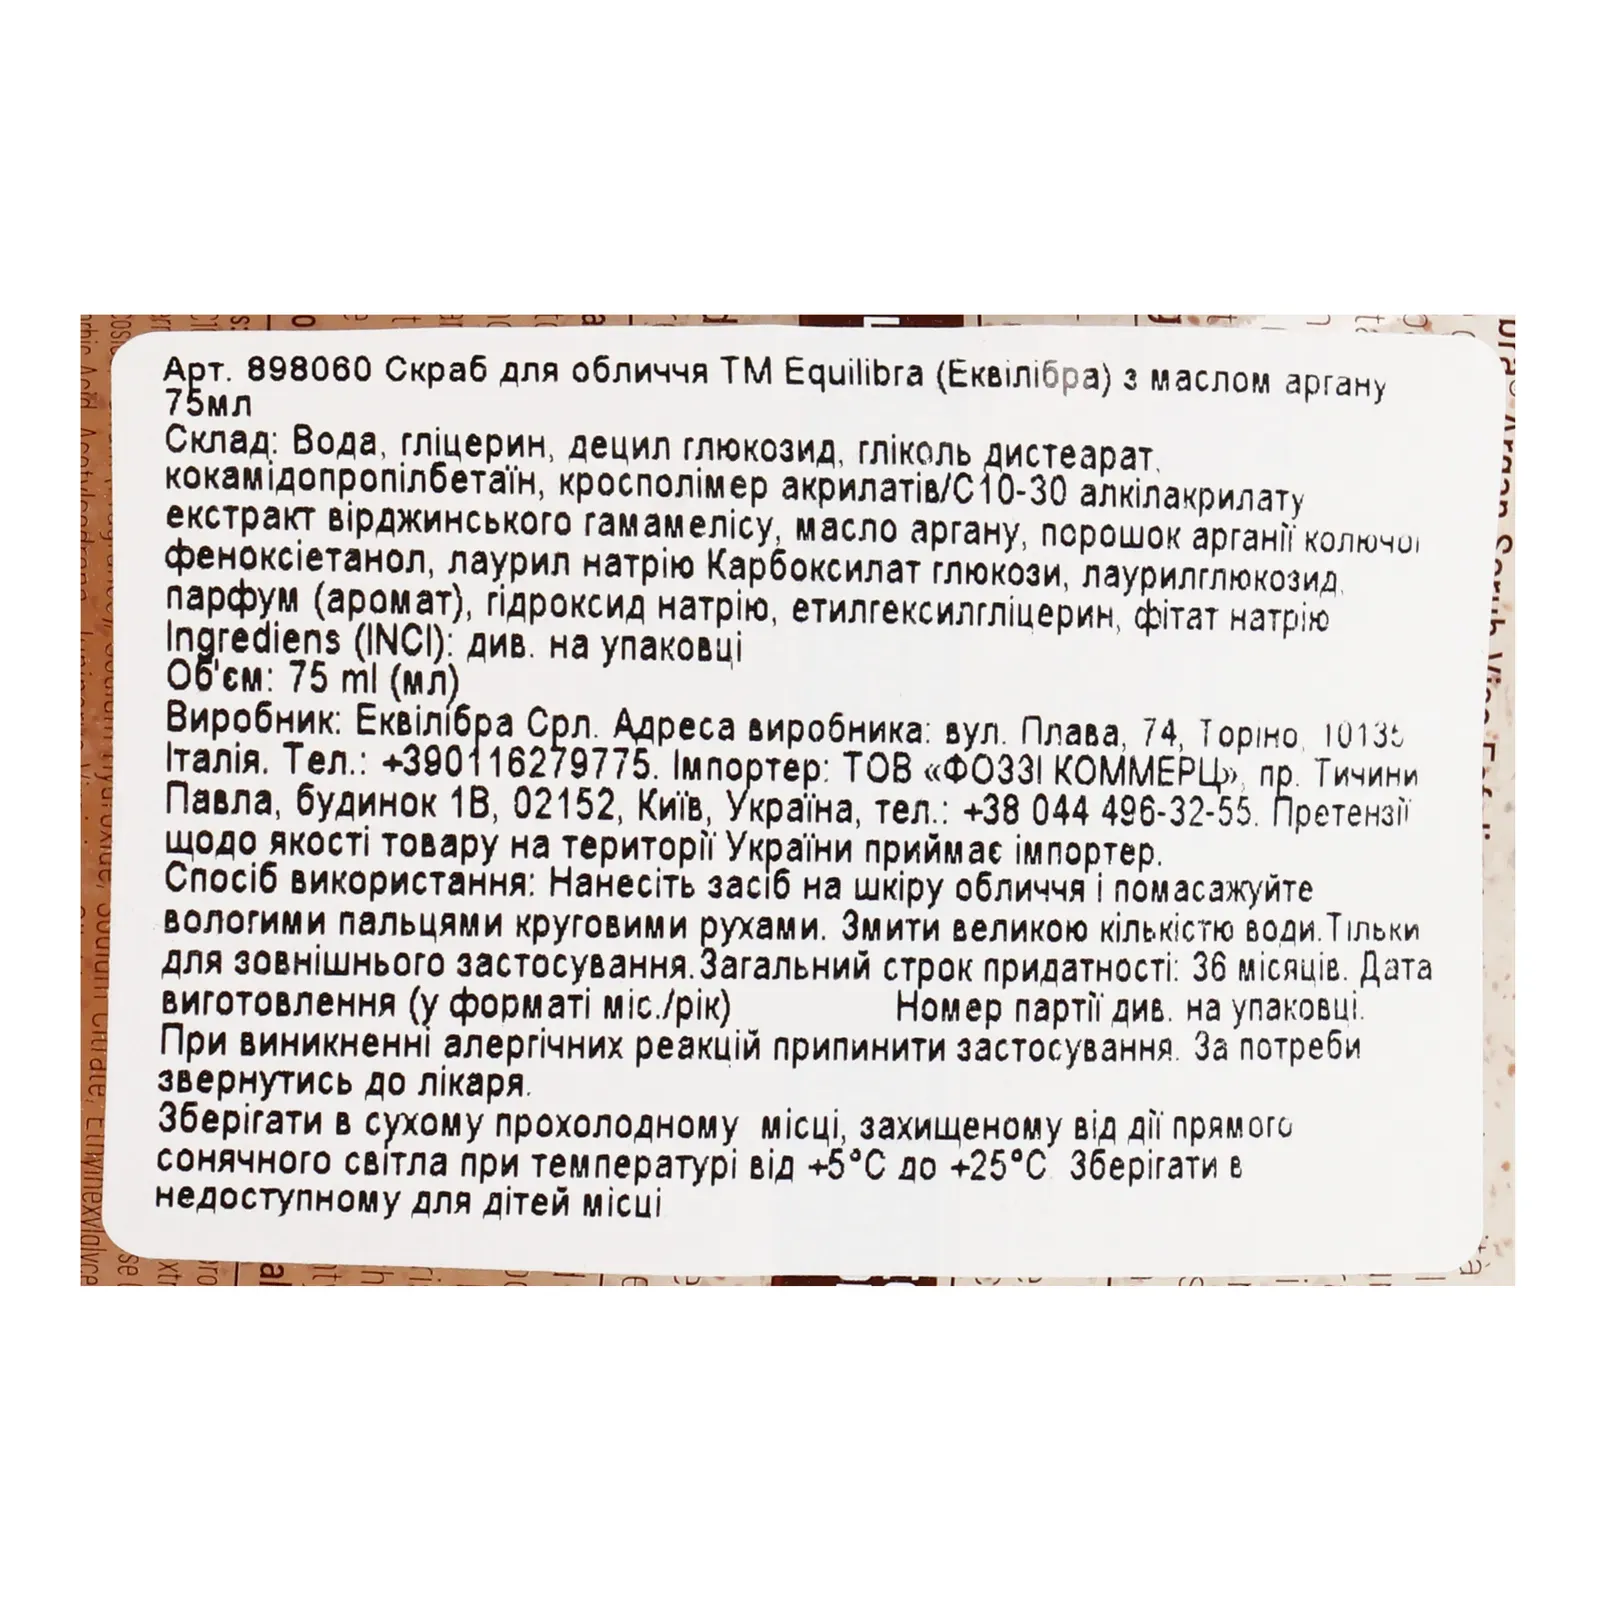 Арт. 898060 Скраб для обличчя ТМ Equilibra (Еквілібра) з маслом аргану
75мл
Склад: Вода, гліцерин, децил глюкозид, гліколь дистеарат,
кокамідопропілбетаїн, кросполімер акрилатів/С10-30 алкілакрилату
екстракт вірджинського гамамелісу, масло аргану, порошок арганії колючої
феноксіетанол, лаурил натрію Карбоксилат глюкози, лаурилглюкозид,
парфум (аромат), гідроксид натрію, етилгексилгліцерин, фітат натрію
Ingrediens (INCI): див. на упаковці
Об'єм: 75 ml (мл)
Виробник: Еквілібра Срл. Адреса виробника: вул. Плава, 74, Торіно, 10135
Італія. Тел.: +390116279775. Імпортер: ТОВ «ФОЗЗІ КОММЕРЦ», пр. Тичини
Павла, будинок 1В, 02152, Київ, Україна, тел.: +38 044 496-32-55. Претензії
щодо якості товару на території України приймає імпортер.
Спосіб використання: Нанесіть засіб на шкіру обличчя і помасажуйте
вологими пальцями круговими рухами. Змити великою кількістю води.Тільки
для зовнішнього застосування.Загальний строк придатності: 36 місяців. Дата
виготовлення (у форматі міс./рік) Номер партії див. на упаковці.
При виникненні алергічних реакцій припинити застосування. За потреби
звернутись до лікаря.
Зберігати в сухому прохолодному місці, захищеному від дії прямого
сонячного світла при температурі від +5°С до +25°С Зберігати в
недоступному для дітей місці